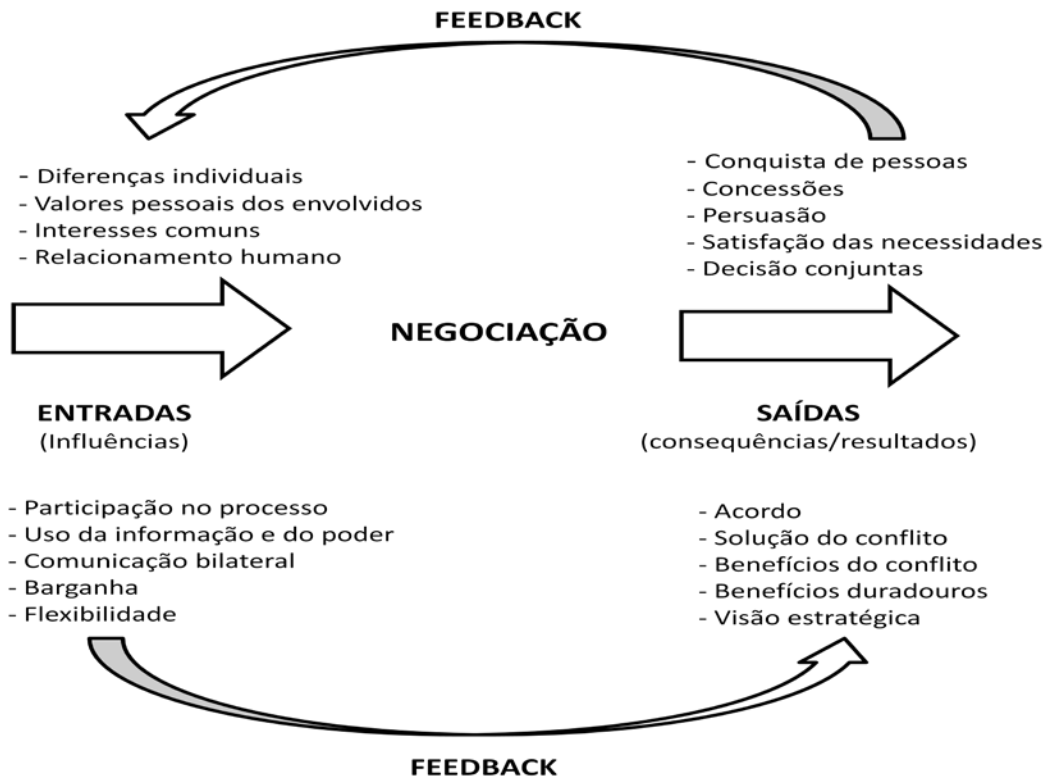 FEEDBACK
- Diferenças individuais
- Valores pessoais dos envolvidos
- Interesses comuns
- Relacionamento humano
- Conquista de pessoas
- Concessões
- Persuasão
- Satisfação das necessidades
- Decisão conjuntas
NEGOCIAÇÃO
ENTRADAS
(Influências)
SAÍDAS
(consequências/resultados)
- Participação no processo
- Uso da informação e do poder
- Comunicação bilateral
- Barganha
- Flexibilidade
- Acordo
- Solução do conflito
- Benefícios do conflito
- Benefícios duradouros
- Visão estratégica
FEEDBACK